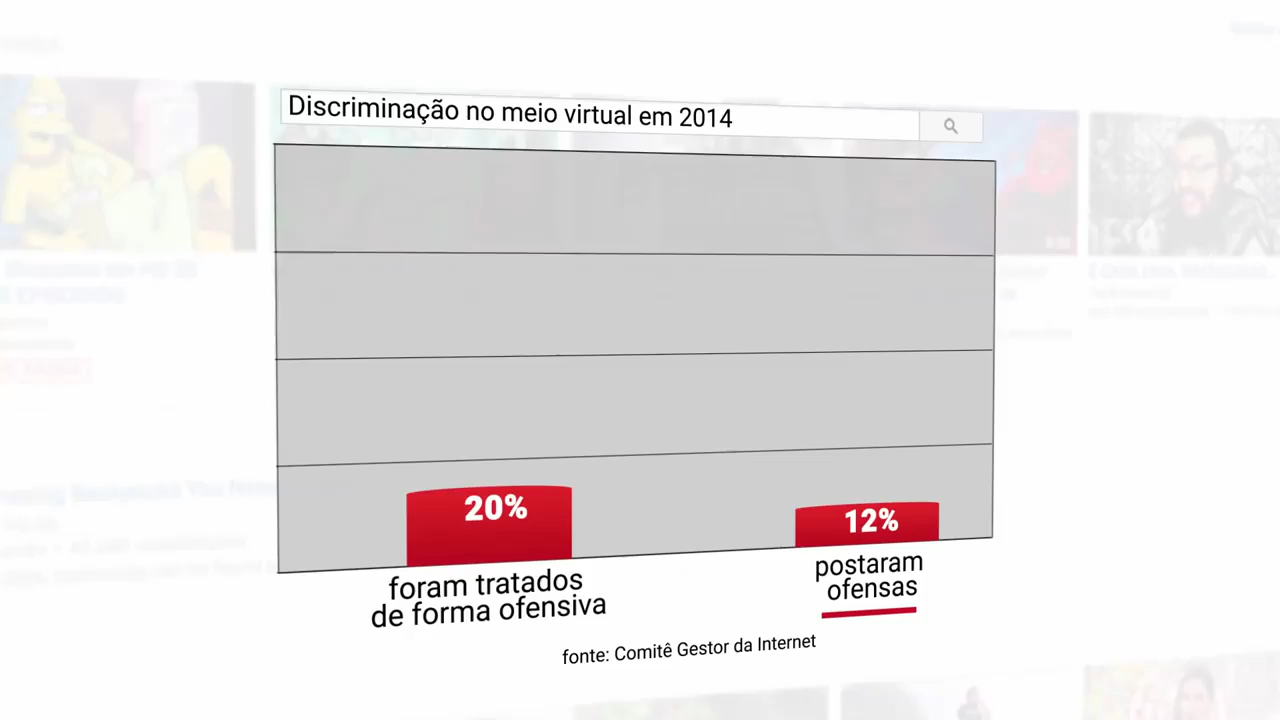 Discriminação no meio virtual em 2014
20%
12%
foram tratados
de forma ofensiva
postaram
ofensas
fonte: Comitê Gestor da Internet